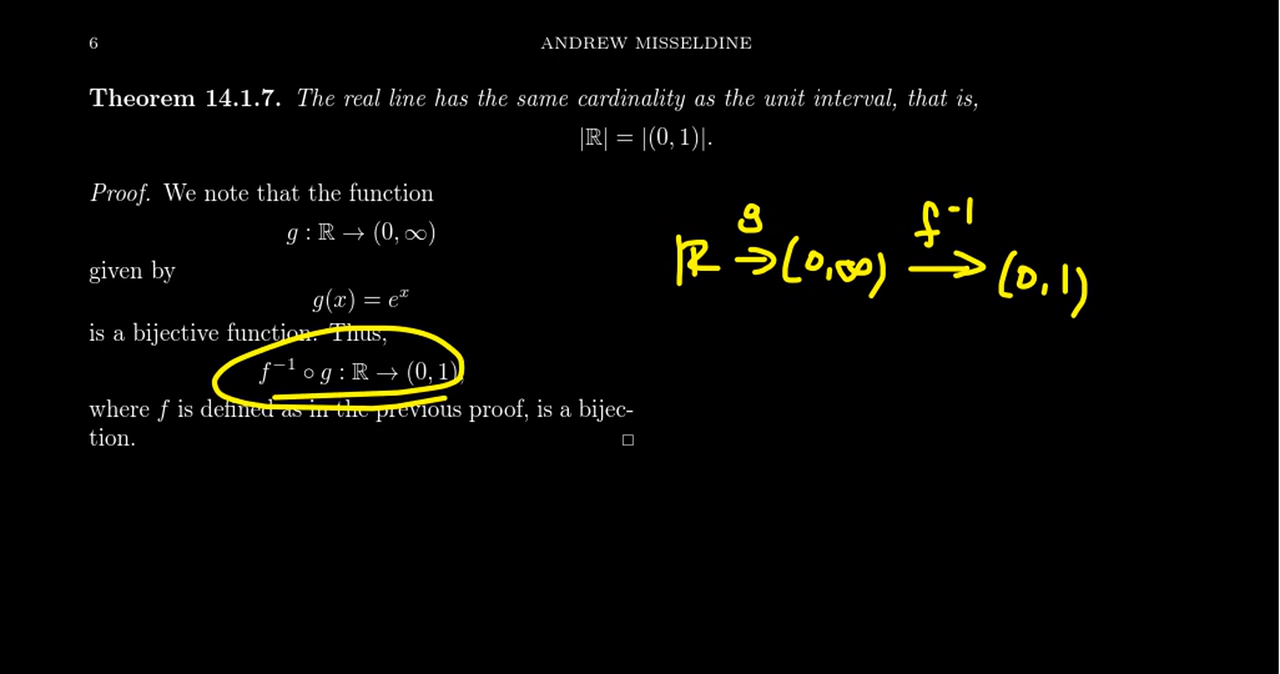 6 ANDREW MISSELDINE
Theorem 14.1.7. The real line has the same cardinality as the unit interval, that is,
|ℝ| = |(0, 1)|.
Proof. We note that the function
g : ℝ → (0, ∞)
given by
g(x) = eˣ
is a bijective function. Thus,
f⁻¹ ∘ g : ℝ → (0, 1),
where f is defined as in the previous proof, is a bijec-
tion. □
ℝ →ᵍ (0,∞) →ᶠ⁻¹ (0,1)